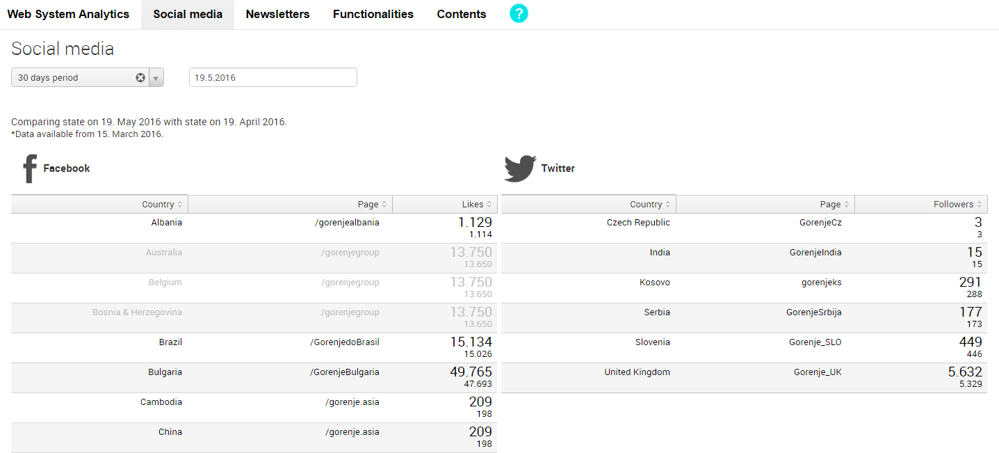 Web System Analytics Social media Newsletters Functionalities Contents ?
Social media
30 days period 19.5.2016
Comparing state on 19. May 2016 with state on 19. April 2016.
*Data available from 15. March 2016.
Facebook
Country Page Likes
Albania /gorenjealbania 1.129
1.114
Australia /gorenjegroup 13.750
13.650
Belgium /gorenjegroup 13.750
13.650
Bosnia & Herzegovina /gorenjegroup 13.750
13.650
Brazil /GorenjedoBrasil 15.134
15.026
Bulgaria /GorenjeBulgaria 49.765
47.693
Cambodia /gorenje.asia 209
198
China /gorenje.asia 209
198
Twitter
Country Page Followers
Czech Republic GorenjeCz 3
3
India GorenjeIndia 15
15
Kosovo gorenjeks 291
288
Serbia GorenjeSrbija 177
173
Slovenia Gorenje_SLO 449
446
United Kingdom Gorenje_UK 5.632
5.329